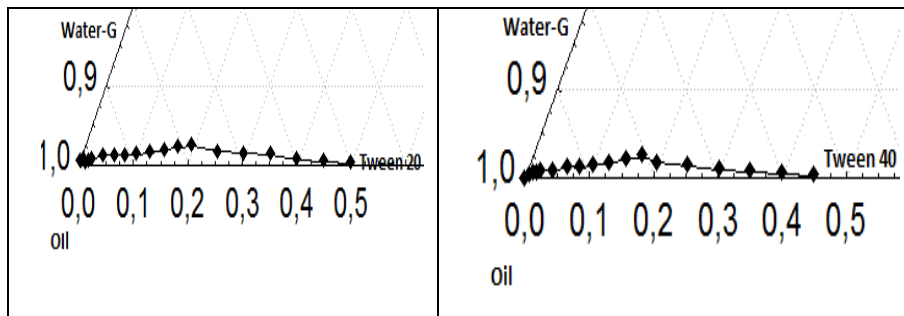 Water-G
0,9
1,0
Tween 20
0,0 0,1 0,2 0,3 0,4 0,5
OIl
Water-G
0,9
1,0
Tween 40
0,0 0,1 0,2 0,3 0,4 0,5
Oil